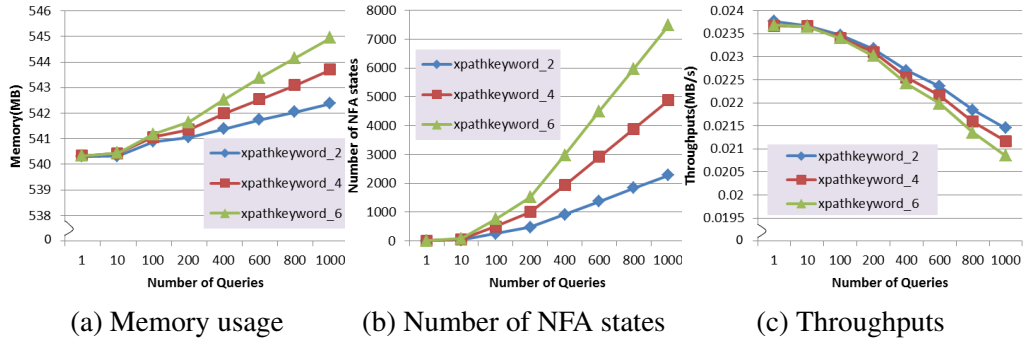 546
545
544
543
542
541
540
539
538
0
Memory(MB)
xpathkeyword_2
xpathkeyword_4
xpathkeyword_6
1 10 100 200 400 600 800 1000
Number of Queries
(a) Memory usage
8000
7000
6000
5000
4000
3000
2000
1000
0
Number of NFA states
xpathkeyword_2
xpathkeyword_4
xpathkeyword_6
1 10 100 200 400 600 800 1000
Number of Queries
(b) Number of NFA states
0.024
0.0235
0.023
0.0225
0.022
0.0215
0.021
0.0205
0.02
0.0195
0
Throughputs(MB/s)
xpathkeyword_2
xpathkeyword_4
xpathkeyword_6
1 10 100 200 400 600 800 1000
Number of Queries
(c) Throughputs